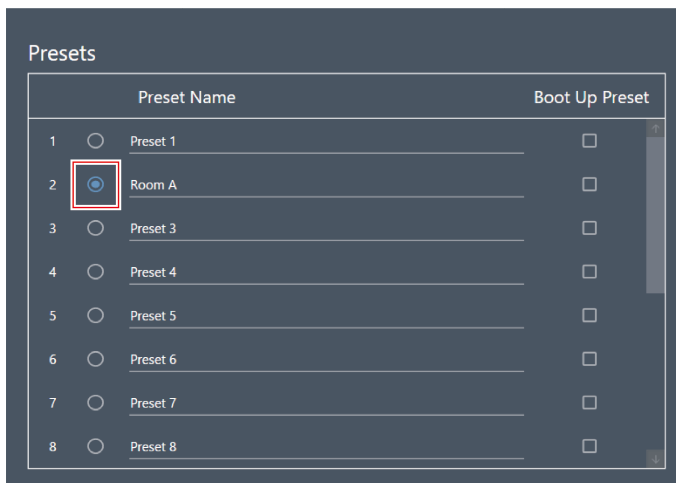 Presets
Preset Name Boot Up Preset
1 Preset 1
2 Room A
3 Preset 3
4 Preset 4
5 Preset 5
6 Preset 6
7 Preset 7
8 Preset 8